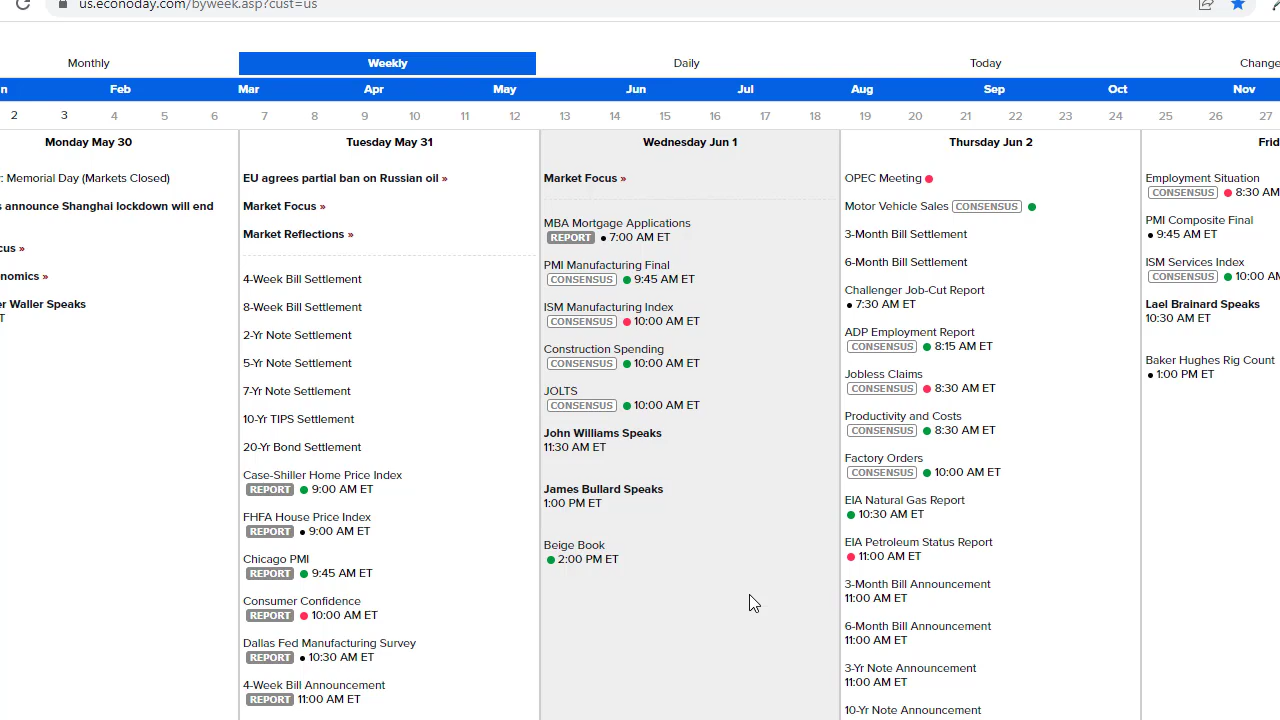 us.econoday.com/byweek.asp?cust=us
Monthly Weekly Daily Today Change
n Feb Mar Apr May Jun Jul Aug Sep Oct Nov
2 3 4 5 6 7 8 9 10 11 12 13 14 15 16 17 18 19 20 21 22 23 24 25 26 27
Monday May 30
: Memorial Day (Markets Closed)
s announce Shanghai lockdown will end
cus »
nomics »
er Waller Speaks
T
Tuesday May 31
EU agrees partial ban on Russian oil »
Market Focus »
Market Reflections »
4-Week Bill Settlement
8-Week Bill Settlement
2-Yr Note Settlement
5-Yr Note Settlement
7-Yr Note Settlement
10-Yr TIPS Settlement
20-Yr Bond Settlement
Case-Shiller Home Price Index
REPORT 9:00 AM ET
FHFA House Price Index
REPORT 9:00 AM ET
Chicago PMI
REPORT 9:45 AM ET
Consumer Confidence
REPORT 10:00 AM ET
Dallas Fed Manufacturing Survey
REPORT 10:30 AM ET
4-Week Bill Announcement
REPORT 11:00 AM ET
Wednesday Jun 1
Market Focus »
MBA Mortgage Applications
REPORT 7:00 AM ET
PMI Manufacturing Final
CONSENSUS 9:45 AM ET
ISM Manufacturing Index
CONSENSUS 10:00 AM ET
Construction Spending
CONSENSUS 10:00 AM ET
JOLTS
CONSENSUS 10:00 AM ET
John Williams Speaks
11:30 AM ET
James Bullard Speaks
1:00 PM ET
Beige Book
2:00 PM ET
Thursday Jun 2
OPEC Meeting
Motor Vehicle Sales CONSENSUS
3-Month Bill Settlement
6-Month Bill Settlement
Challenger Job-Cut Report
7:30 AM ET
ADP Employment Report
CONSENSUS 8:15 AM ET
Jobless Claims
CONSENSUS 8:30 AM ET
Productivity and Costs
CONSENSUS 8:30 AM ET
Factory Orders
CONSENSUS 10:00 AM ET
EIA Natural Gas Report
10:30 AM ET
EIA Petroleum Status Report
11:00 AM ET
3-Month Bill Announcement
11:00 AM ET
6-Month Bill Announcement
11:00 AM ET
3-Yr Note Announcement
11:00 AM ET
10-Yr Note Announcement
Frid
Employment Situation
CONSENSUS 8:30 AM
PMI Composite Final
9:45 AM ET
ISM Services Index
CONSENSUS 10:00 AM
Lael Brainard Speaks
10:30 AM ET
Baker Hughes Rig Count
1:00 PM ET